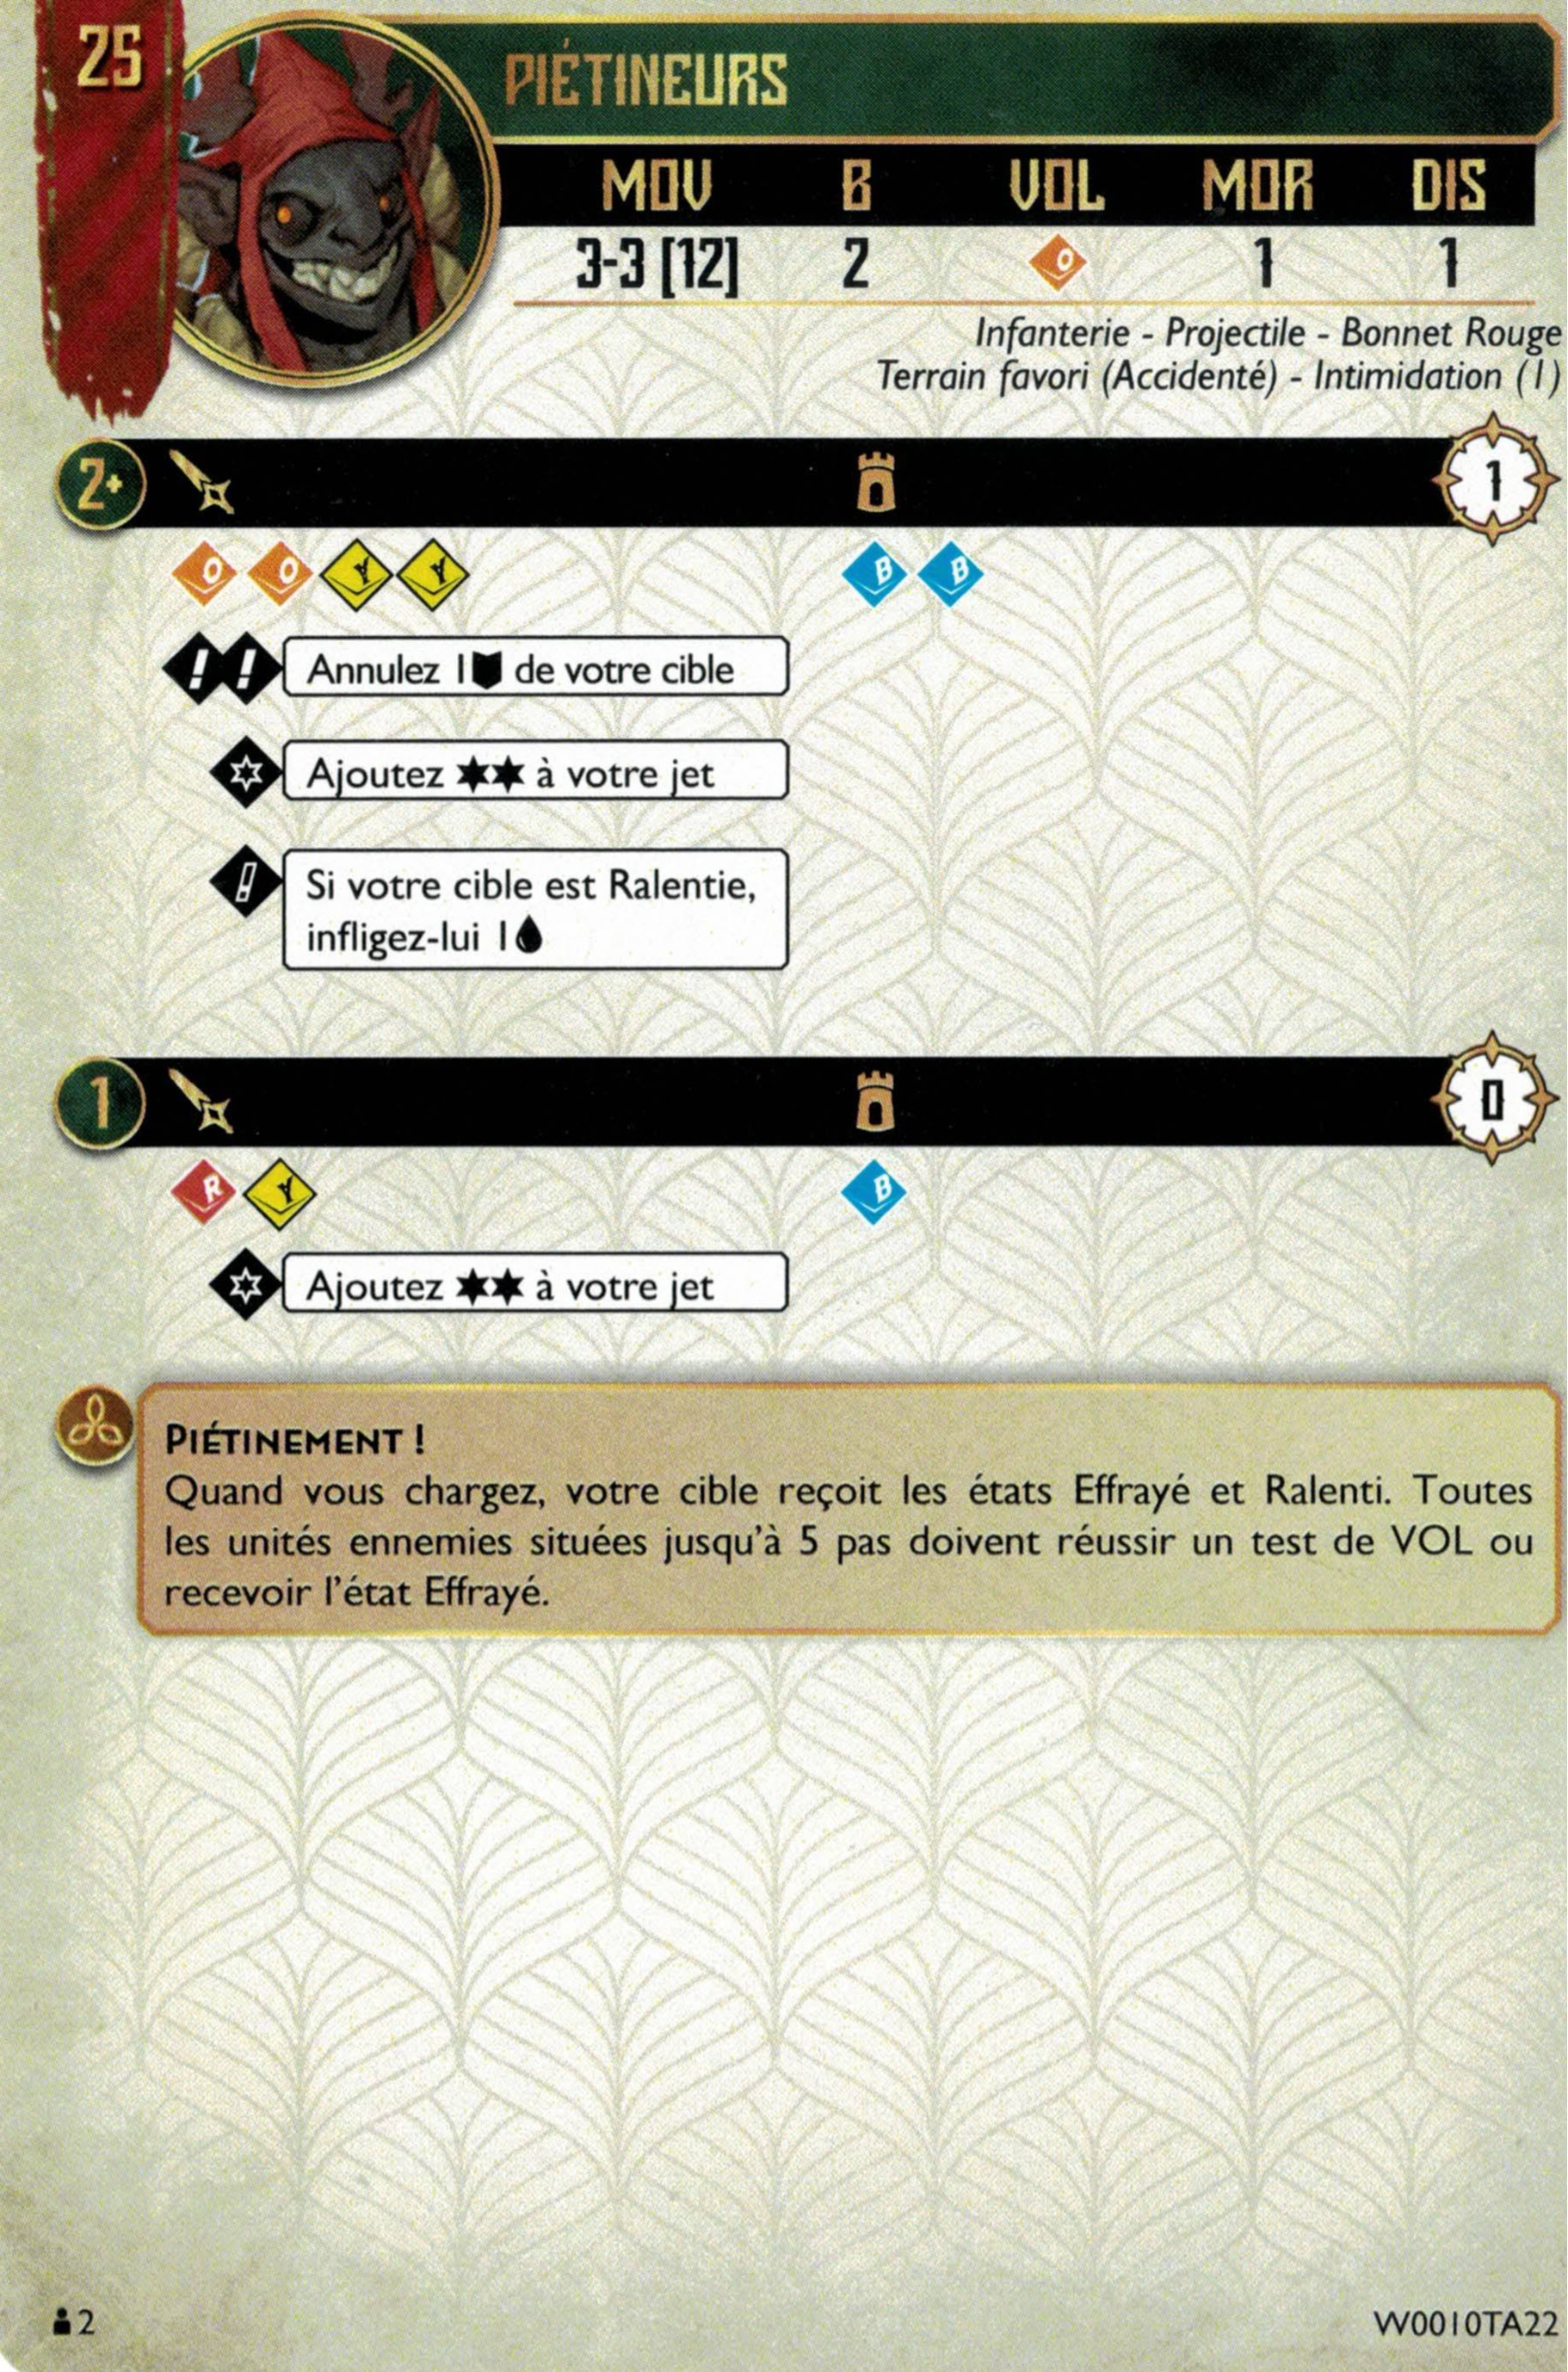 25
PIÉTINEURS
MOV B VOL MOR DIS
3-3 [12] 2 O 1 1
Infanterie - Projectile - Bonnet Rouge
Terrain favori (Accidenté) - Intimidation (1)
2+ 1
O O Y Y B B
! ! Annulez 1 de votre cible
Ajoutez à votre jet
! Si votre cible est Ralentie,
infligez-lui 1
1 0
R Y B
Ajoutez à votre jet
PIÉTINEMENT !
Quand vous chargez, votre cible reçoit les états Effrayé et Ralenti. Toutes
les unités ennemies situées jusqu'à 5 pas doivent réussir un test de VOL ou
recevoir l'état Effrayé.
2
W0010TA22